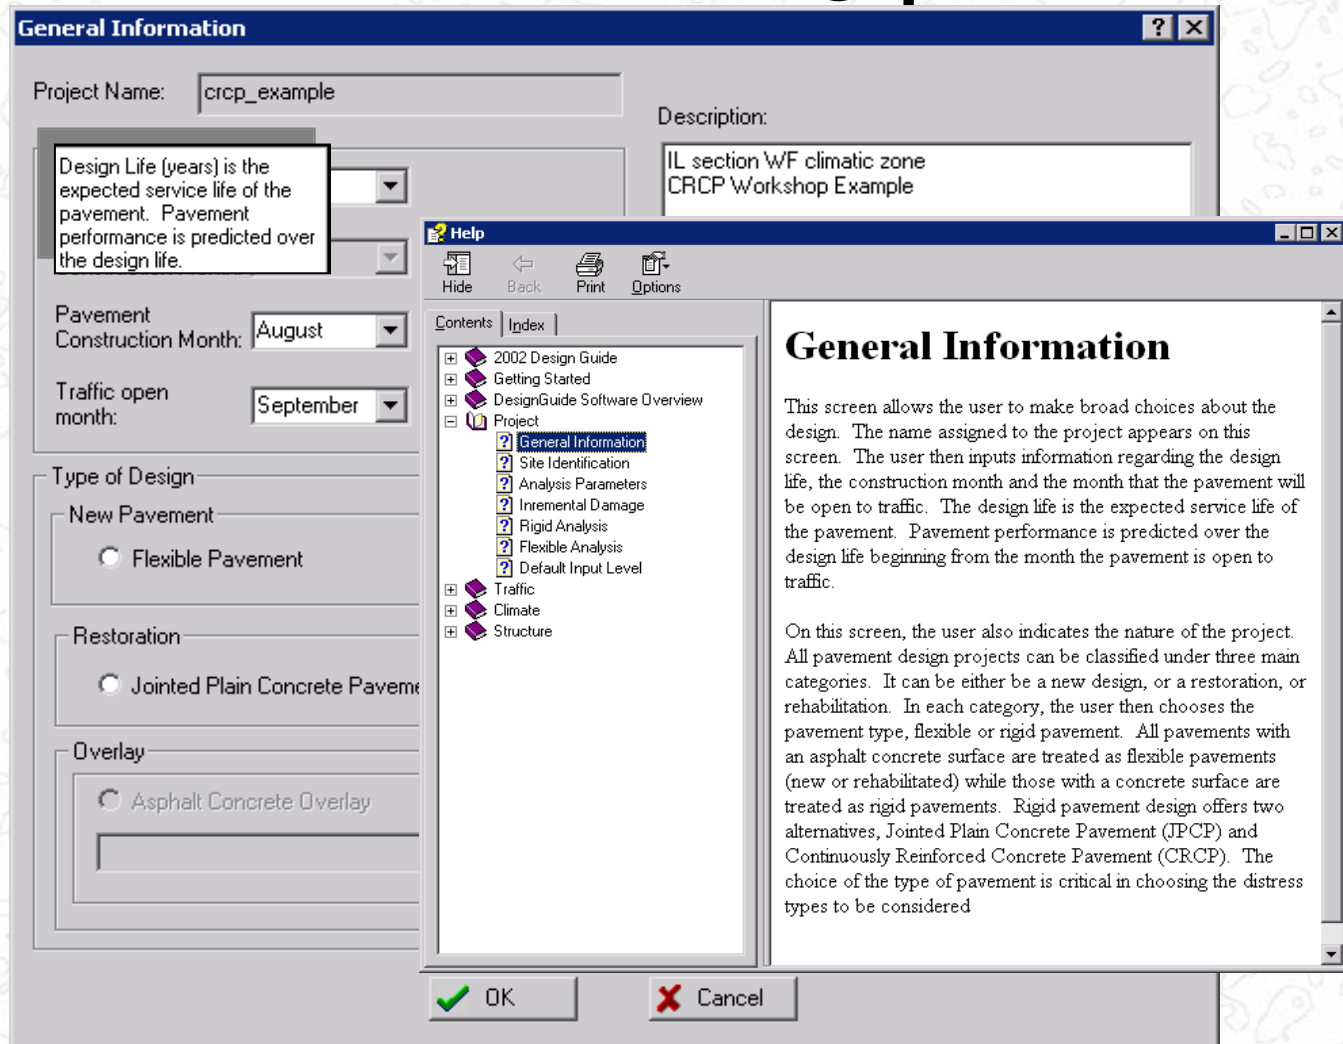 General Information
Project Name:
crcp_example
Description:
IL section WF climatic zone
CRCP Workshop Example
Design Life (years) is the
expected service life of the
pavement.  Pavement
performance is predicted over
the design life.
Pavement
Construction Month:
August
Traffic open
month:
September
Type of Design
New Pavement
Flexible Pavement
Restoration
Jointed Plain Concrete Paveme
Overlay
Asphalt Concrete Overlay
OK
Cancel
Help
Hide
Back
Print
Options
Contents
Index
2002 Design Guide
Getting Started
DesignGuide Software Overview
Project
General Information
Site Identification
Analysis Parameters
Inremental Damage
Rigid Analysis
Flexible Analysis
Default Input Level
Traffic
Climate
Structure
General Information
This screen allows the user to make broad choices about the
design.  The name assigned to the project appears on this
screen.  The user then inputs information regarding the design
life, the construction month and the month that the pavement will
be open to traffic.  The design life is the expected service life of
the pavement.  Pavement performance is predicted over the
design life beginning from the month the pavement is open to
traffic.
On this screen, the user also indicates the nature of the project.
All pavement design projects can be classified under three main
categories.  It can be either be a new design, or a restoration, or
rehabilitation.  In each category, the user then chooses the
pavement type, flexible or rigid pavement.  All pavements with
an asphalt concrete surface are treated as flexible pavements
(new or rehabilitated) while those with a concrete surface are
treated as rigid pavements.  Rigid pavement design offers two
alternatives, Jointed Plain Concrete Pavement (JPCP) and
Continuously Reinforced Concrete Pavement (CRCP).  The
choice of the type of pavement is critical in choosing the distress
types to be considered